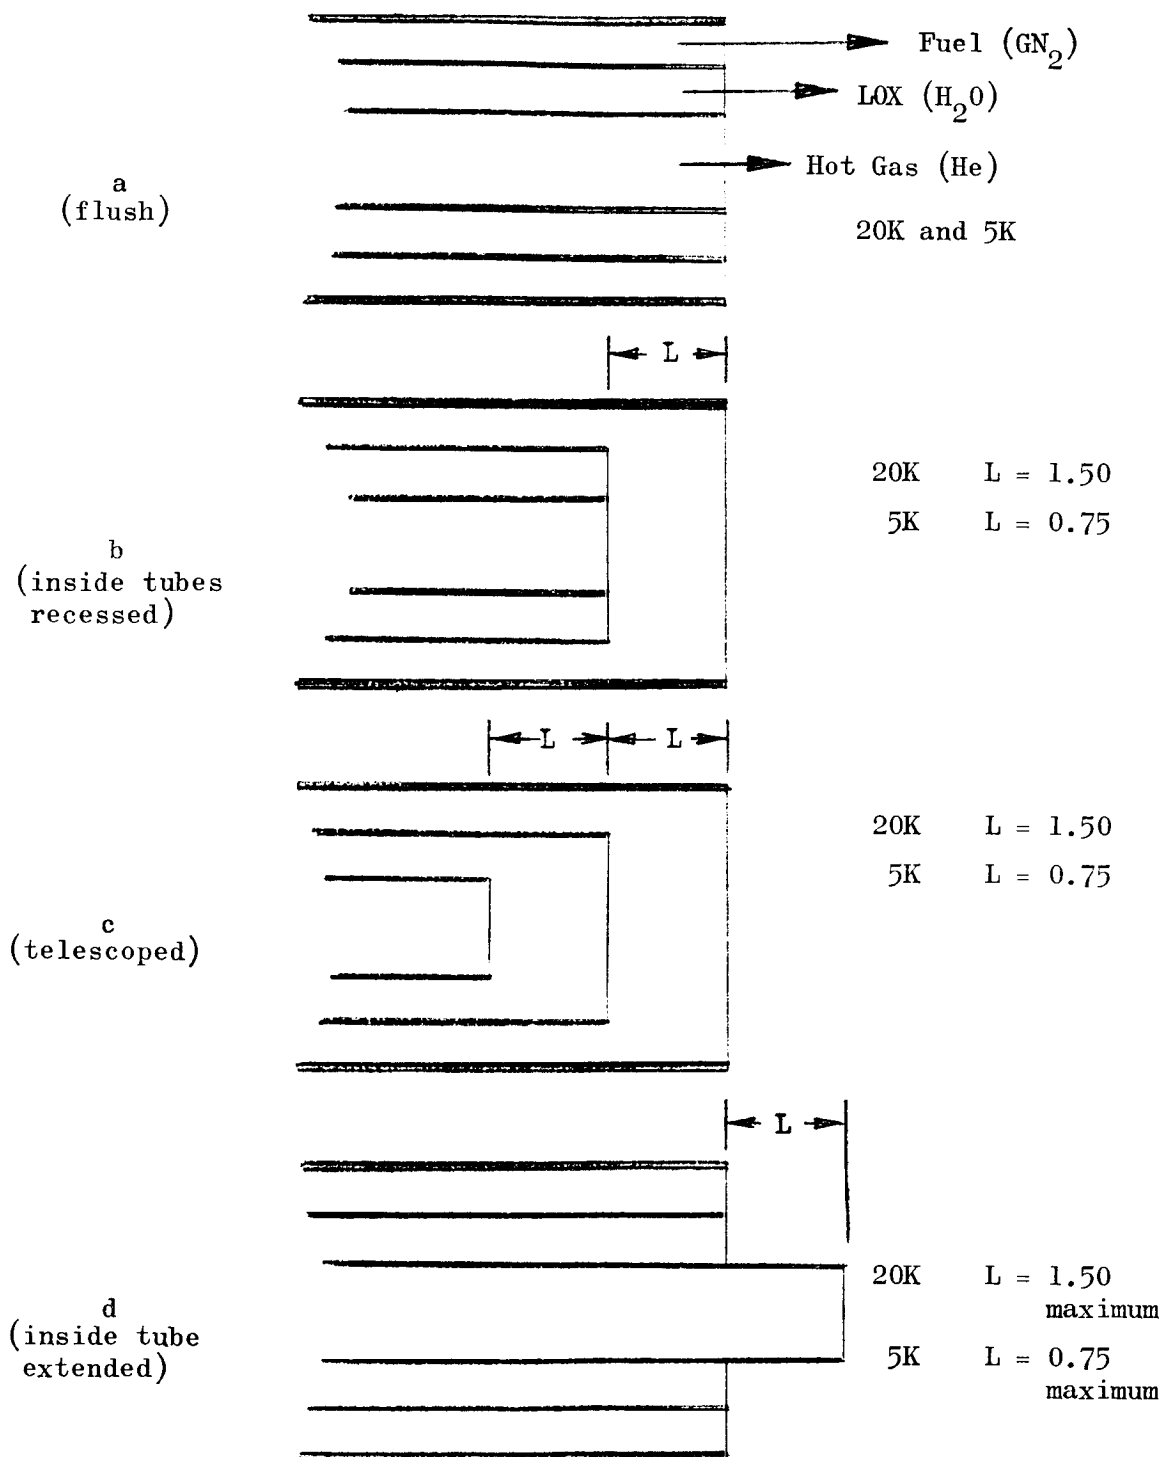 Fuel (GN2)
LOX (H2O)
Hot Gas (He)
a
(flush)
20K and 5K
L
20K L = 1.50
5K L = 0.75
b
(inside tubes
recessed)
L L
20K L = 1.50
5K L = 0.75
c
(telescoped)
L
20K L = 1.50
maximum
d
(inside tube
extended)
5K L = 0.75
maximum